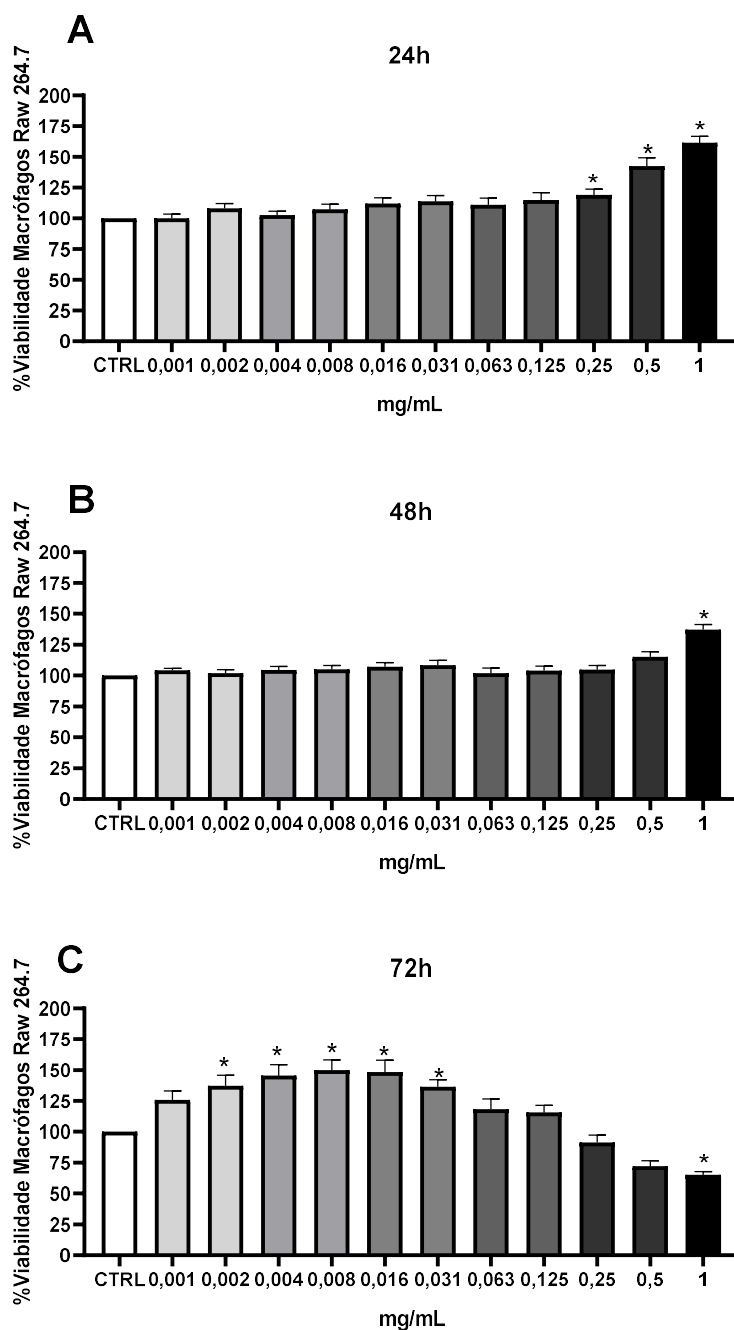 A
24h
%Viabilidade Macrófagos Raw 264.7
200
175
150
125
100
75
50
25
0
* * *
CTRL 0,001 0,002 0,004 0,008 0,016 0,031 0,063 0,125 0,25 0,5 1
mg/mL
B
48h
%Viabilidade Macrófagos Raw 264.7
200
175
150
125
100
75
50
25
0
*
CTRL 0,001 0,002 0,004 0,008 0,016 0,031 0,063 0,125 0,25 0,5 1
mg/mL
C
72h
%Viabilidade Macrófagos Raw 264.7
200
175
150
125
100
75
50
25
0
* * * * * *
CTRL 0,001 0,002 0,004 0,008 0,016 0,031 0,063 0,125 0,25 0,5 1
mg/mL